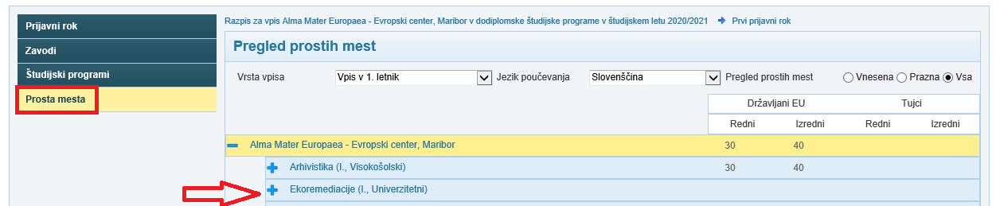 Prijavni rok
Zavodi
Študijski programi
Prosta mesta
Razpis za vpis Alma Mater Europaea - Evropski center, Maribor v dodiplomske študijske programe v študijskem letu 2020/2021 Prvi prijavni rok
Pregled prostih mest
Vrsta vpisa Vpis v 1. letnik Jezik poučevanja Slovenščina Pregled prostih mest Vnesena Prazna Vsa
Državljani EU Tujci
Redni Izredni Redni Izredni
Alma Mater Europaea - Evropski center, Maribor 30 40
Arhivistika (I., Visokošolski) 30 40
Ekoremediacije (I., Univerzitetni)